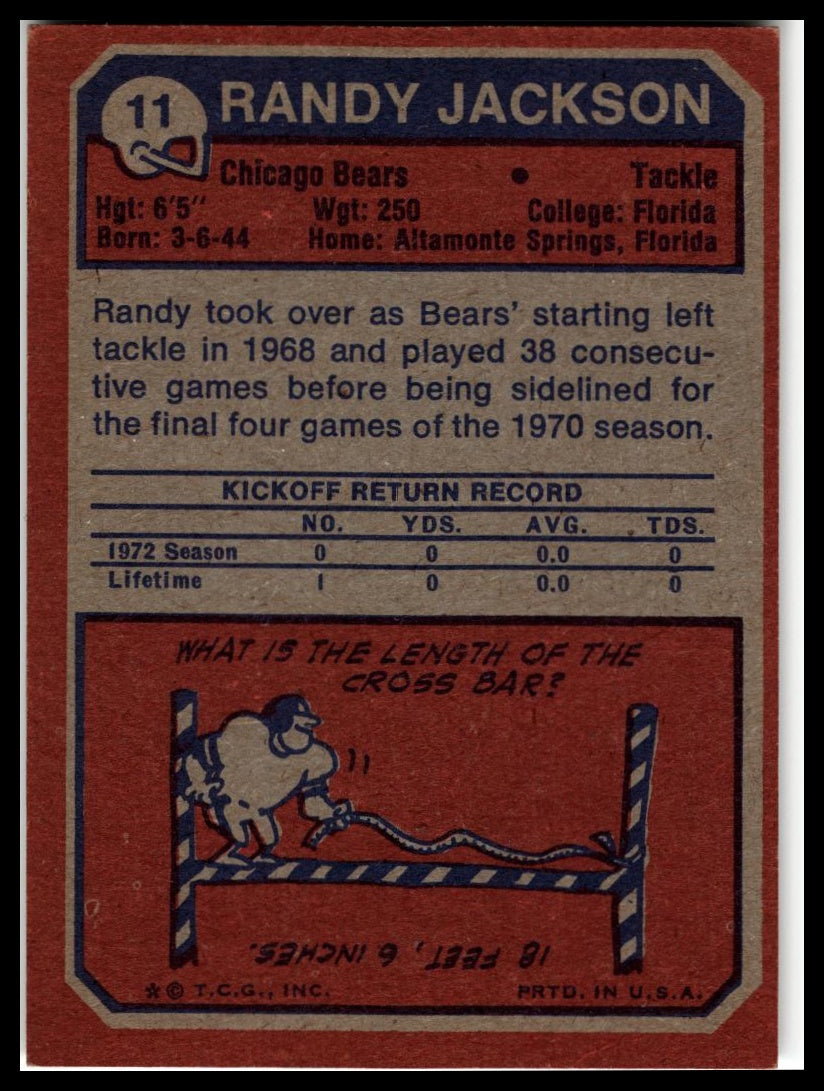 11 RANDY JACKSON
Chicago Bears • Tackle
Hgt: 6'5" Wgt: 250 College: Florida
Born: 3-6-44 Home: Altamonte Springs, Florida
Randy took over as Bears' starting left
tackle in 1968 and played 38 consecu-
tive games before being sidelined for
the final four games of the 1970 season.
KICKOFF RETURN RECORD
NO. YDS. AVG. TDS.
1972 Season 0 0 0.0 0
Lifetime 1 0 0.0 0
WHAT IS THE LENGTH OF THE
CROSS BAR?
18 FEET, 6 INCHES.
* © T.C.G., INC. PRTD. IN U.S.A.